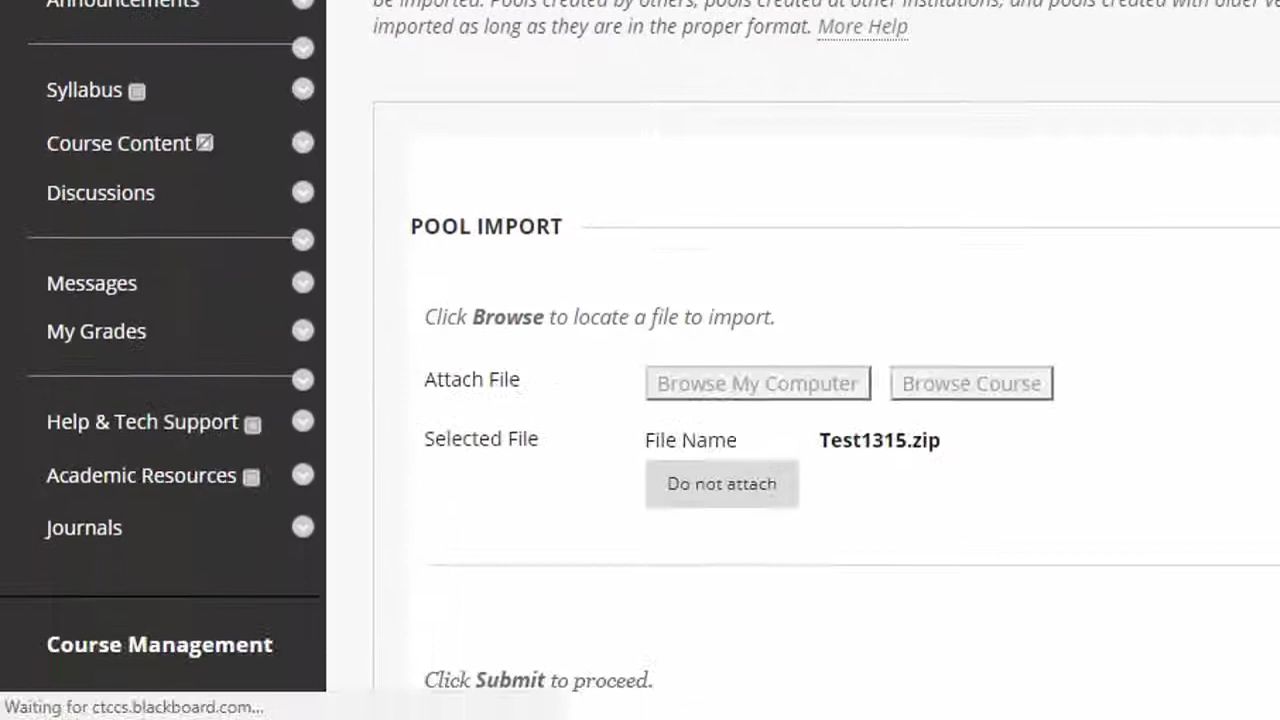 Announcements
Syllabus
Course Content
Discussions
Messages
My Grades
Help & Tech Support
Academic Resources
Journals
Course Management
be imported. Pools created by others, pools created at other institutions, and pools created with older ve
imported as long as they are in the proper format. More Help
POOL IMPORT
Click Browse to locate a file to import.
Attach File Browse My Computer Browse Course
Selected File File Name Test1315.zip
Do not attach
Click Submit to proceed.
Waiting for ctccs.blackboard.com...